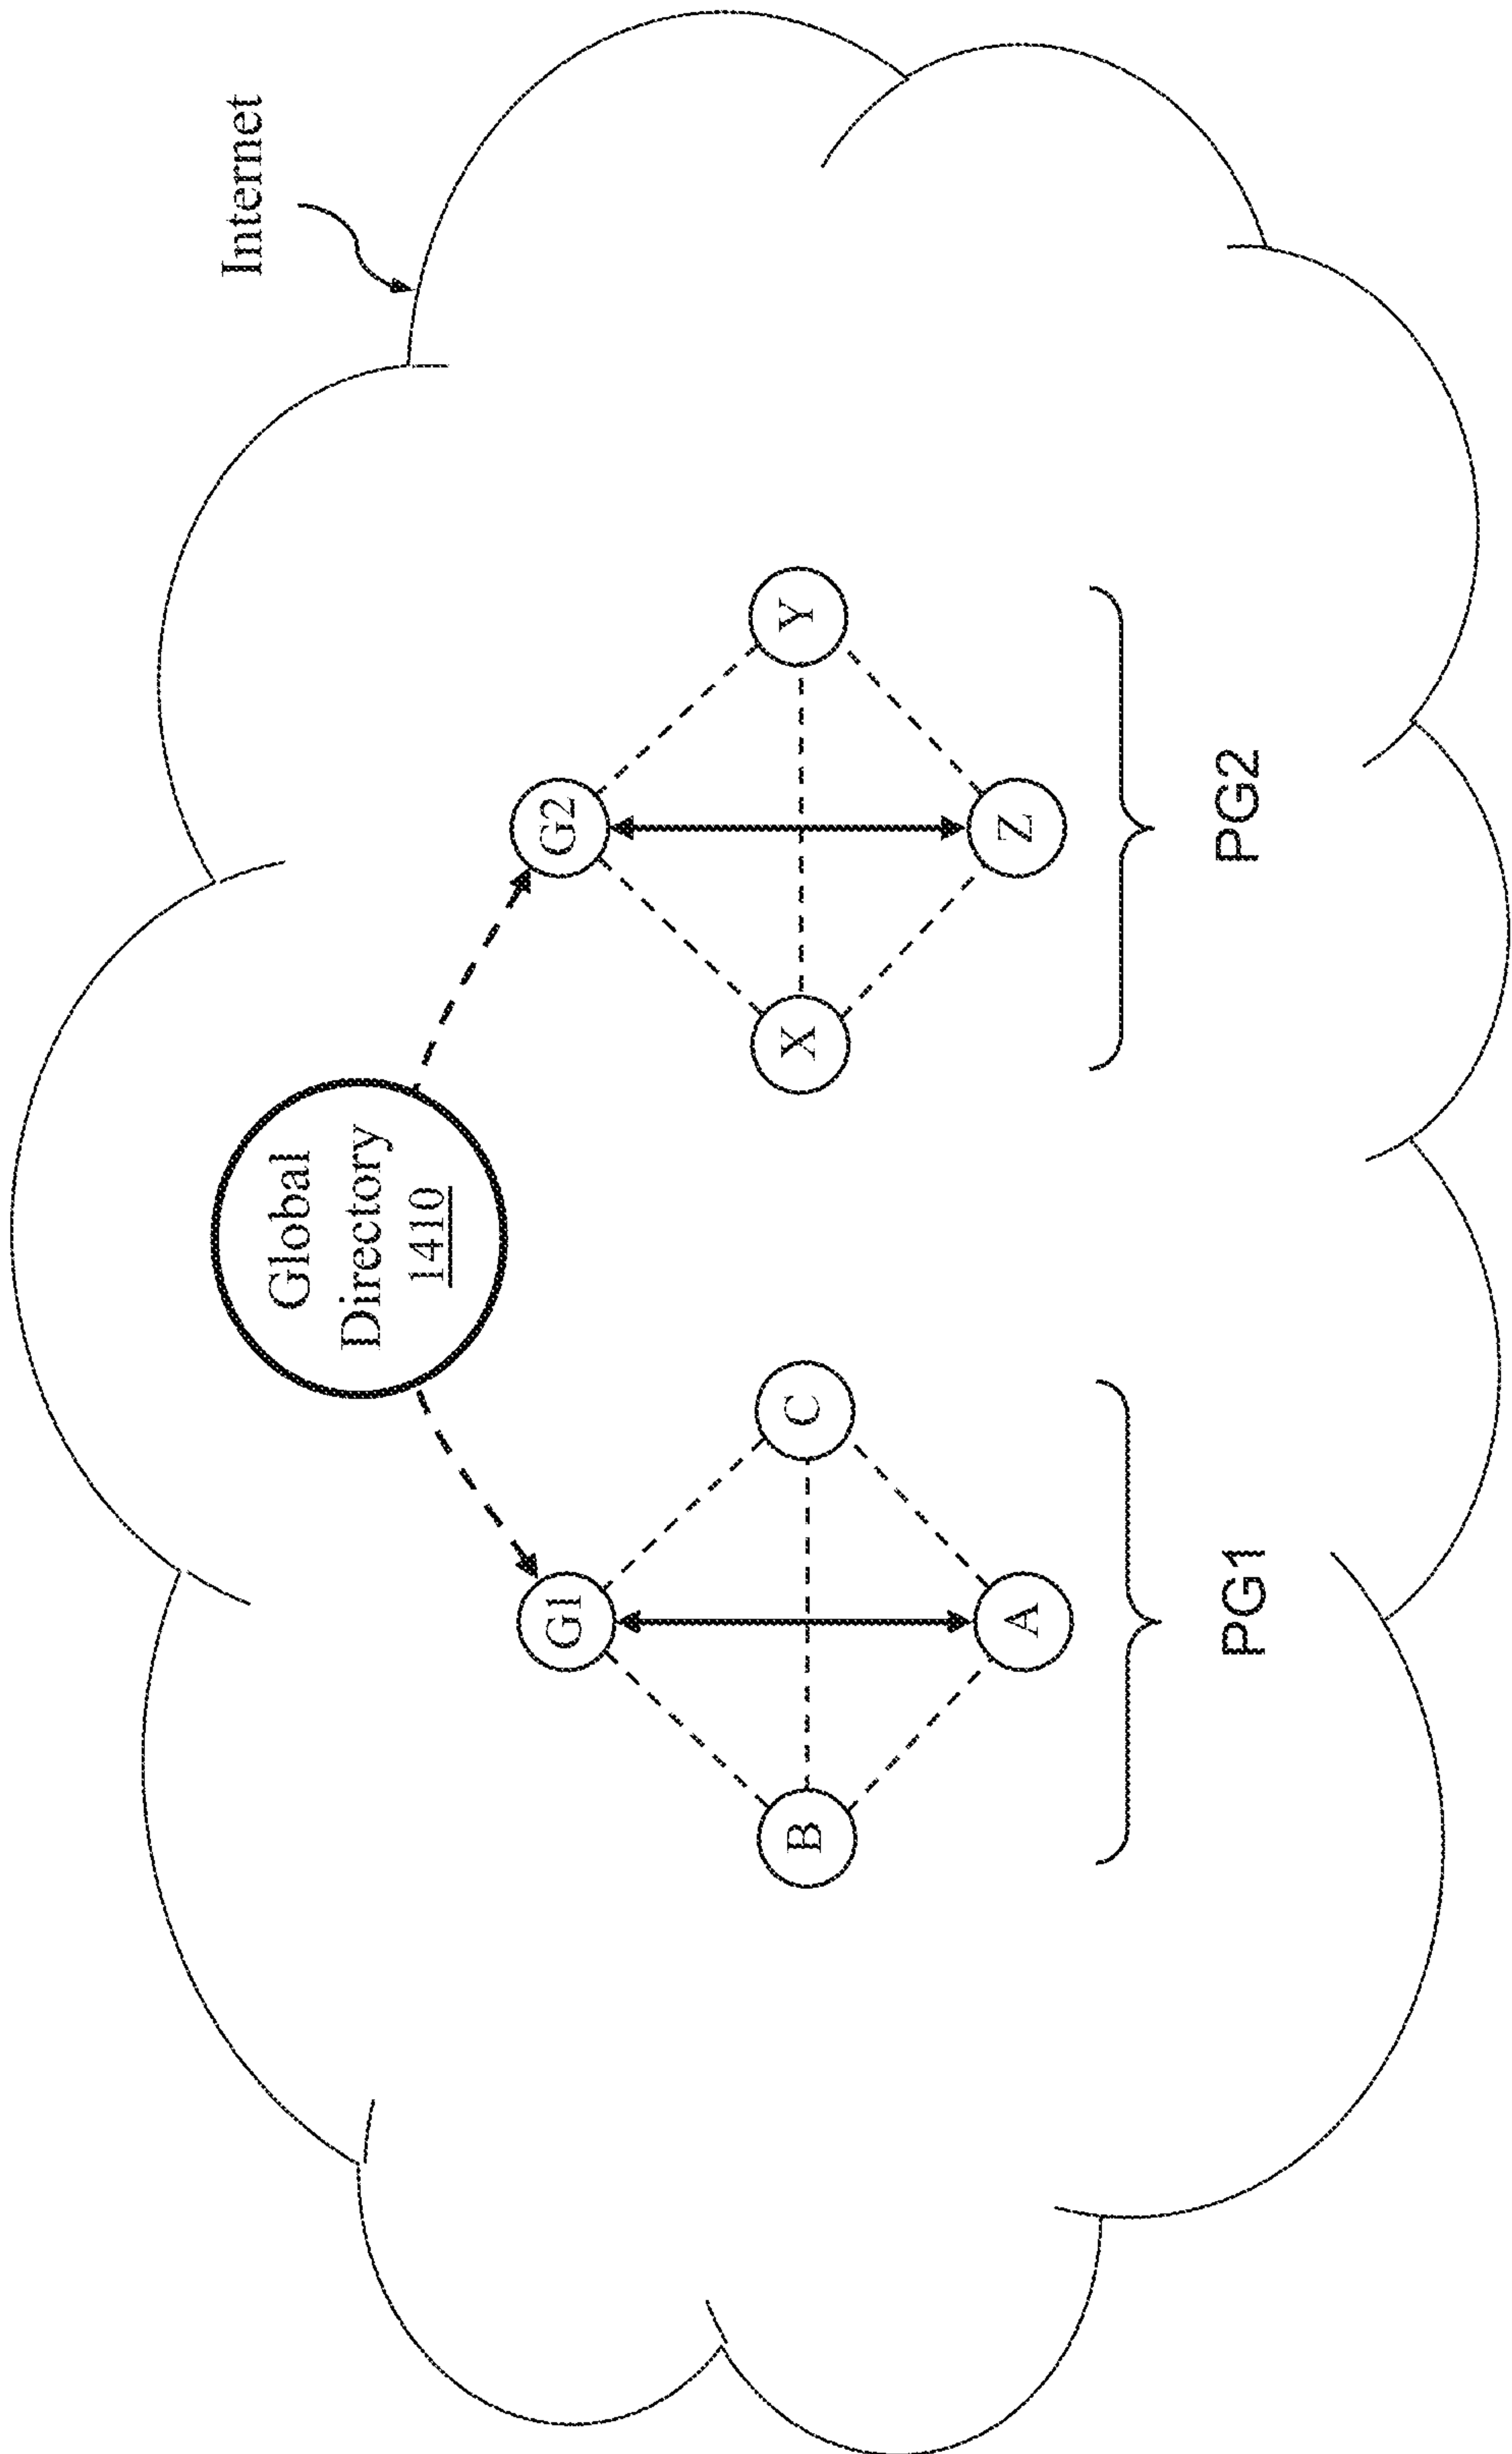 Internet
Global
Directory
1410
G1
G2
B
C
X
Y
A
Z
PG1
PG2